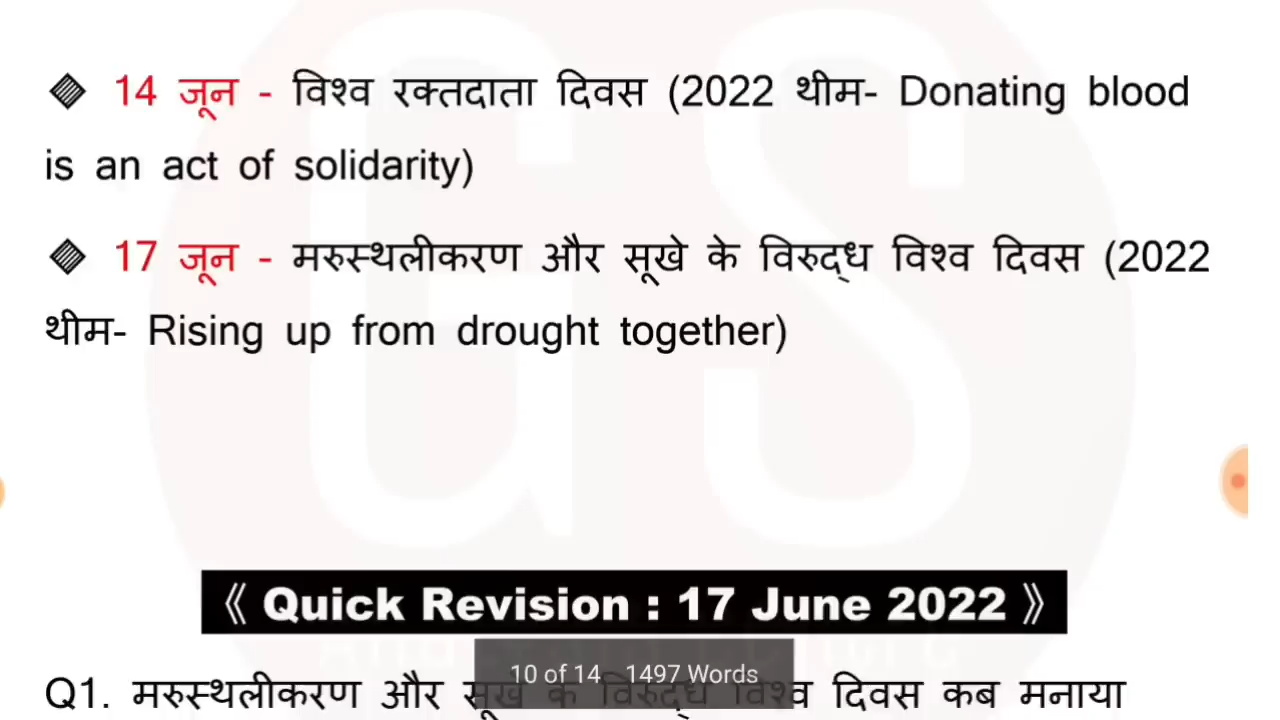 ◈ 14 जून - विश्व रक्तदाता दिवस (2022 थीम- Donating blood
is an act of solidarity)
◈ 17 जून - मरुस्थलीकरण और सूखे के विरुद्ध विश्व दिवस (2022
थीम- Rising up from drought together)
GS
《 Quick Revision : 17 June 2022 》
10 of 14 1497 Words
Q1. मरुस्थलीकरण और सूखे के विरुद्ध विश्व दिवस कब मनाया